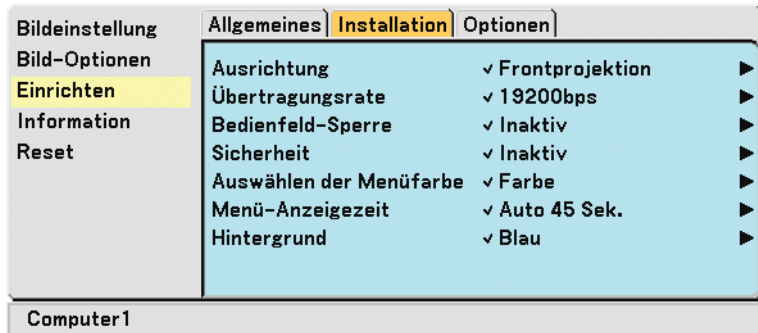 Bildeinstellung
Bild-Optionen
Einrichten
Information
Reset
Allgemeines Installation Optionen
Ausrichtung ✓ Frontprojektion ▶
Übertragungsrate ✓ 19200bps ▶
Bedienfeld-Sperre ✓ Inaktiv ▶
Sicherheit ✓ Inaktiv ▶
Auswählen der Menüfarbe ✓ Farbe ▶
Menü-Anzeigezeit ✓ Auto 45 Sek. ▶
Hintergrund ✓ Blau ▶
Computer1